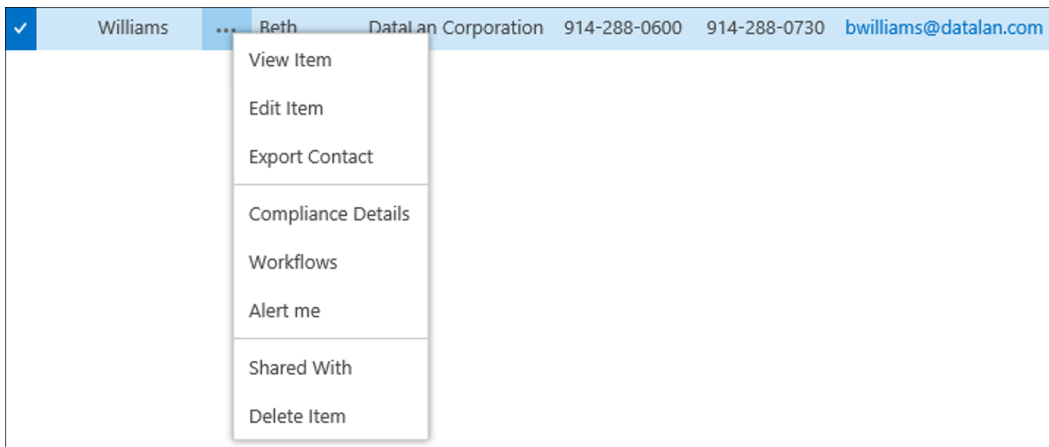 Williams ... Beth DataLan Corporation 914-288-0600 914-288-0730 bwilliams@datalan.com
View Item
Edit Item
Export Contact
Compliance Details
Workflows
Alert me
Shared With
Delete Item